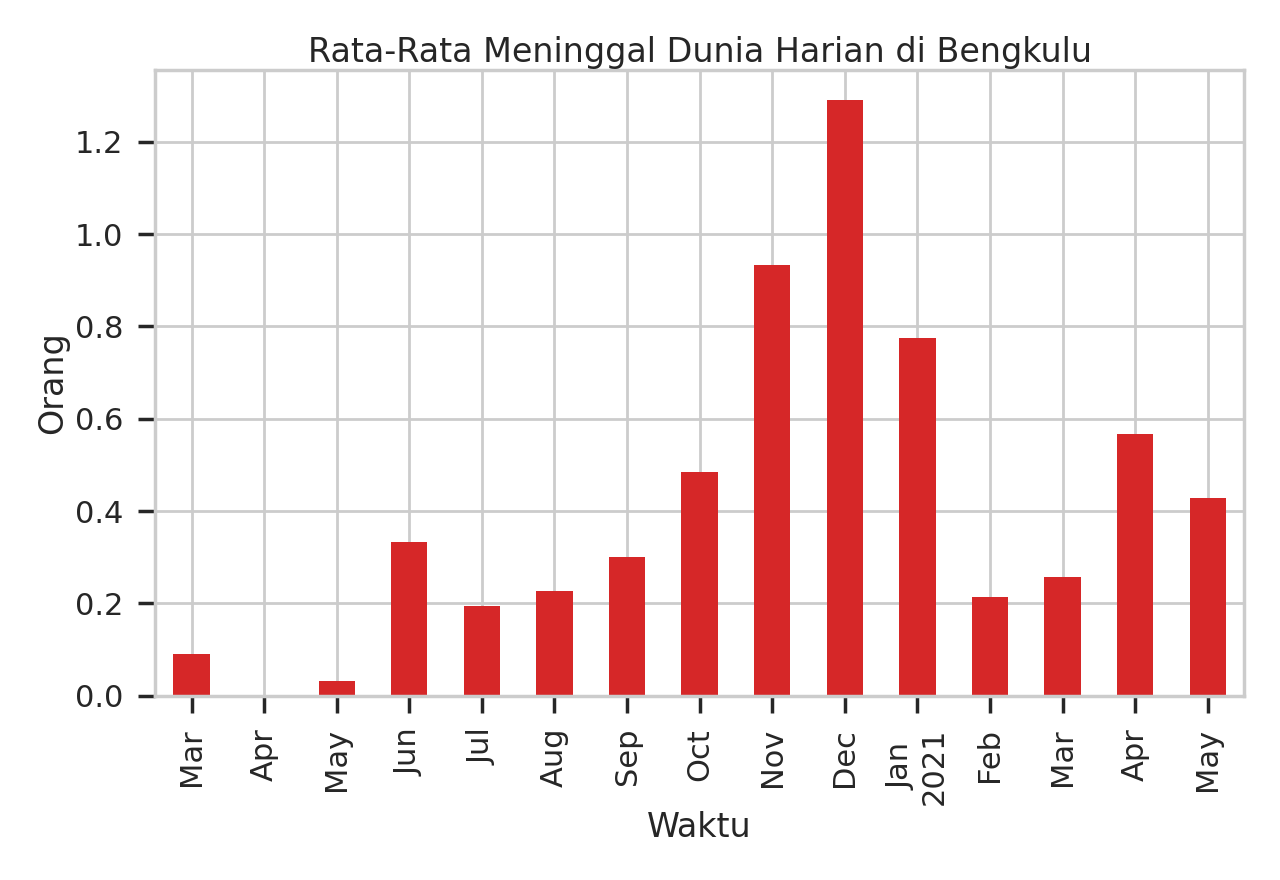 Rata-Rata Meninggal Dunia Harian di Bengkulu
Orang
1.2
1.0
0.8
0.6
0.4
0.2
0.0
Mar
Apr
May
Jun
Jul
Aug
Sep
Oct
Nov
Dec
Jan
2021
Feb
Mar
Apr
May
Waktu